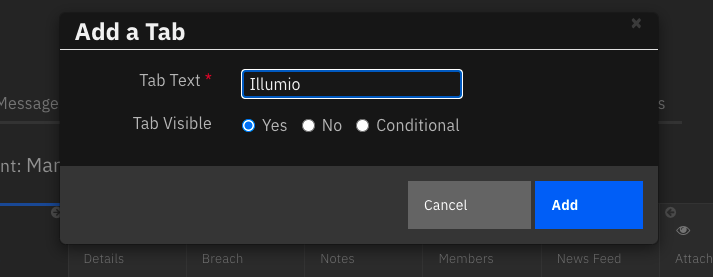 Add a Tab
Tab Text *
Illumio
Message
Tab Visible
Yes
No
Conditional
s
nt: Mar
Cancel
Add
Details
Breach
Notes
Members
News Feed
Attach